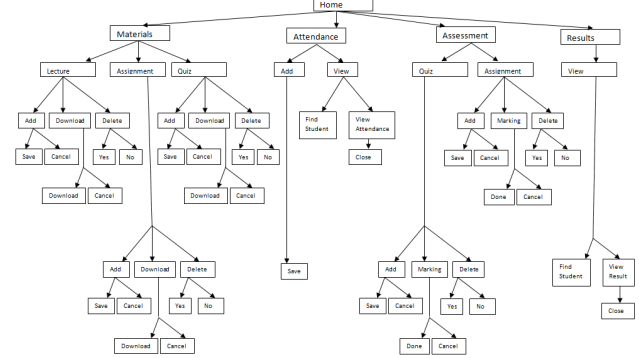 Home
Materials
Attendance
Assessment
Results
Lecture
Assignment
Quiz
Add
View
Quiz
Assignment
View
Add
Download
Delete
Add
Download
Delete
Find
Student
View
Attendance
Add
Marking
Delete
Save
Cancel
Yes
No
Save
Cancel
Yes
No
Close
Save
Cancel
Yes
No
Download
Cancel
Download
Cancel
Done
Cancel
Add
Download
Delete
Save
Add
Marking
Delete
Find
Student
View
Result
Save
Cancel
Yes
No
Save
Cancel
Yes
No
Close
Download
Cancel
Done
Cancel